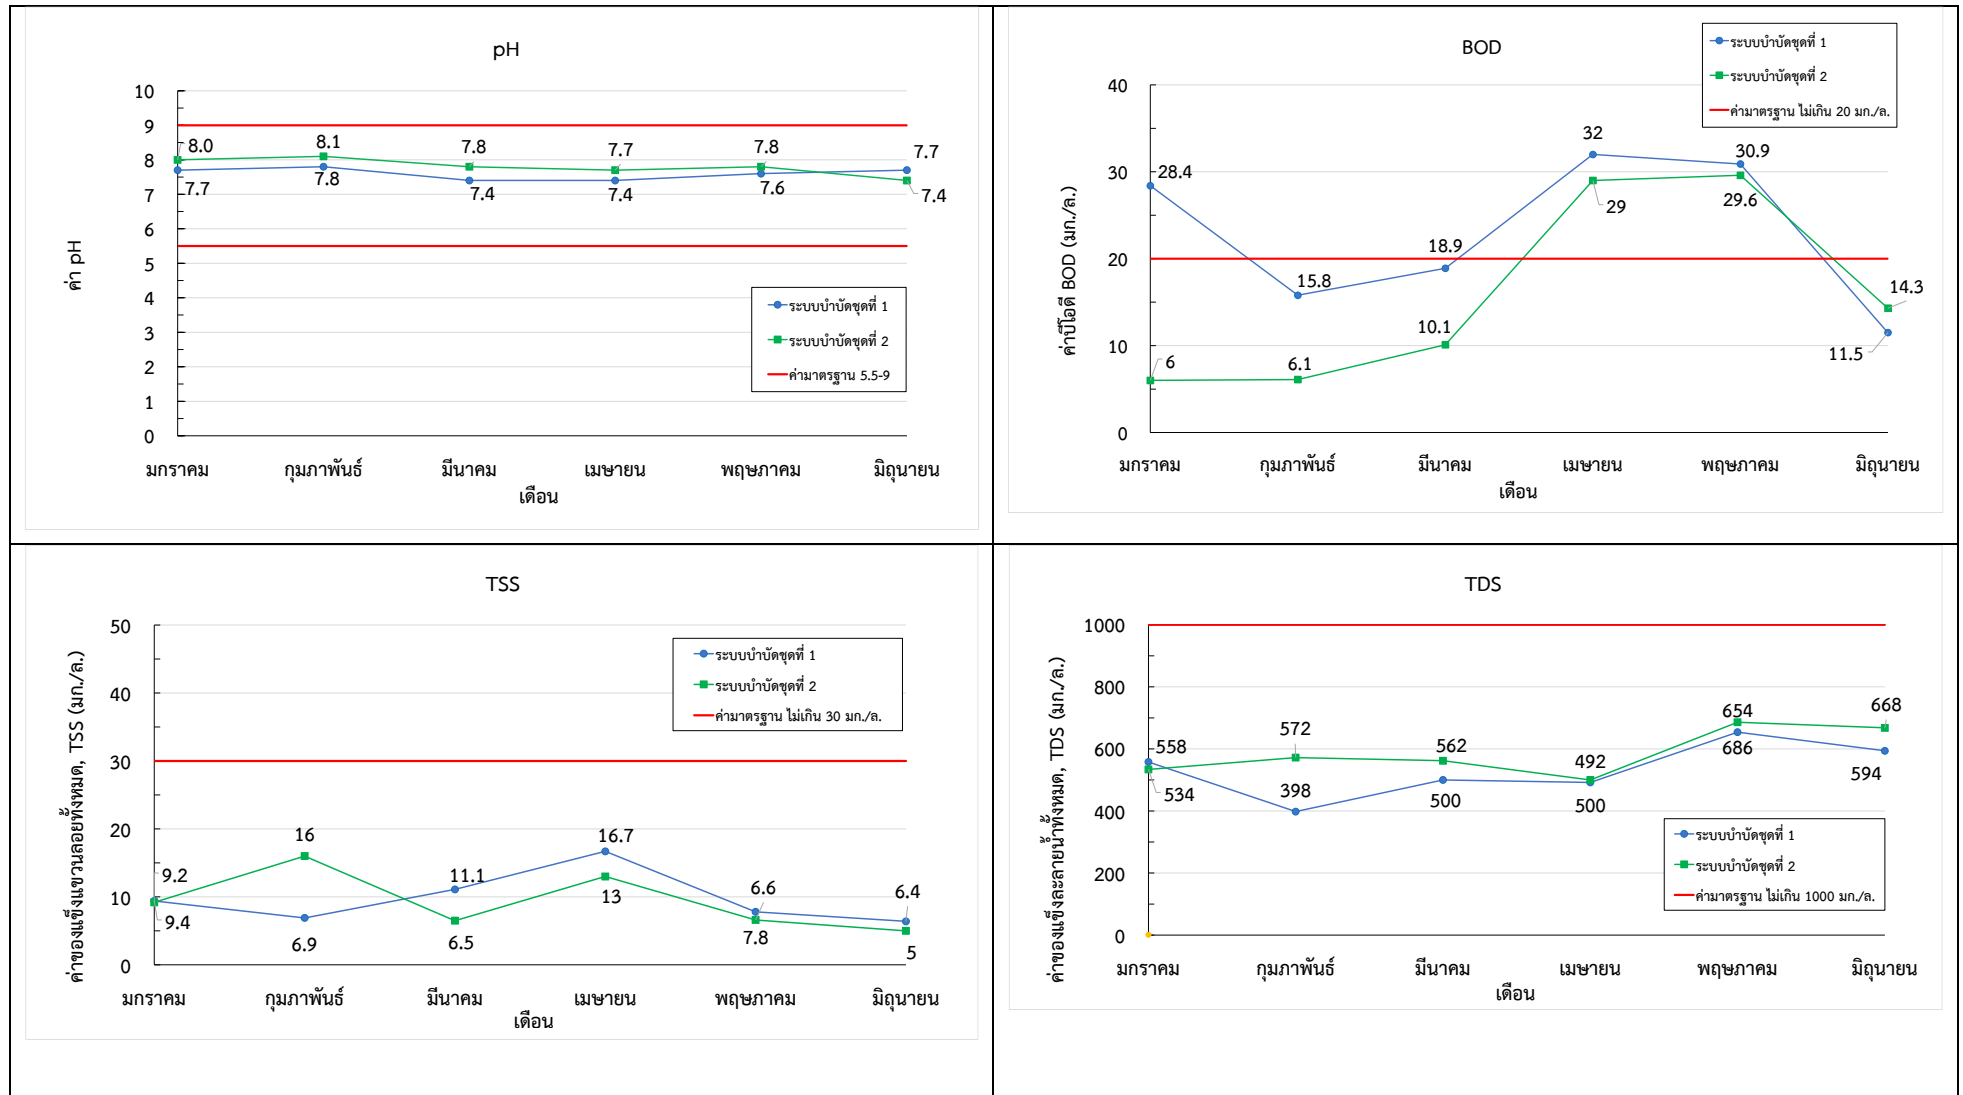 pH
10
9
8
7
6
5
4
3
2
1
0
8.0
8.1
7.8
7.7
7.8
7.7
7.7
7.8
7.4
7.4
7.6
7.4
ค่า pH
ระบบบำบัดชุดที่ 1
ระบบบำบัดชุดที่ 2
ค่ามาตรฐาน 5.5-9
มกราคม กุมภาพันธ์ มีนาคม เมษายน พฤษภาคม มิถุนายน
เดือน
BOD
ระบบบำบัดชุดที่ 1
ระบบบำบัดชุดที่ 2
ค่ามาตรฐาน ไม่เกิน 20 มก./ล.
40
30
20
10
0
28.4
15.8
18.9
32
30.9
11.5
6
6.1
10.1
29
29.6
14.3
ค่าบีโอดี BOD (มก./ล.)
มกราคม กุมภาพันธ์ มีนาคม เมษายน พฤษภาคม มิถุนายน
เดือน
TSS
50
40
30
20
10
0
ระบบบำบัดชุดที่ 1
ระบบบำบัดชุดที่ 2
ค่ามาตรฐาน ไม่เกิน 30 มก./ล.
9.2
16
11.1
16.7
6.6
6.4
9.4
6.9
6.5
13
7.8
5
ค่าของแข็งแขวนลอยทั้งหมด, TSS (มก./ล.)
มกราคม กุมภาพันธ์ มีนาคม เมษายน พฤษภาคม มิถุนายน
เดือน
TDS
1000
800
600
400
200
0
558
572
562
492
654
668
534
398
500
500
686
594
ค่าของแข็งละลายน้ำทั้งหมด, TDS (มก./ล.)
ระบบบำบัดชุดที่ 1
ระบบบำบัดชุดที่ 2
ค่ามาตรฐาน ไม่เกิน 1000 มก./ล.
มกราคม กุมภาพันธ์ มีนาคม เมษายน พฤษภาคม มิถุนายน
เดือน